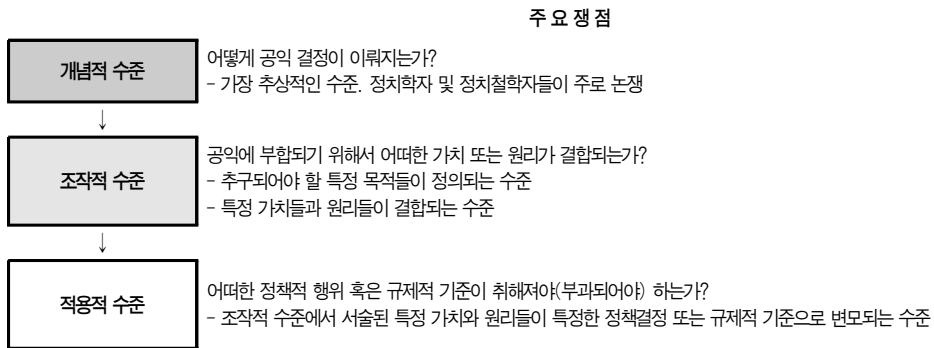 주요쟁점
개념적 수준
어떻게 공익 결정이 이뤄지는가?
- 가장 추상적인 수준. 정치학자 및 정치철학자들이 주로 논쟁
↓
조작적 수준
공익에 부합되기 위해서 어떠한 가치 또는 원리가 결합되는가?
- 추구되어야 할 특정 목적들이 정의되는 수준
- 특정 가치들과 원리들이 결합되는 수준
↓
적용적 수준
어떠한 정책적 행위 혹은 규제적 기준이 취해져야(부과되어야) 하는가?
- 조작적 수준에서 서술된 특정 가치와 원리들이 특정한 정책결정 또는 규제적 기준으로 변모되는 수준